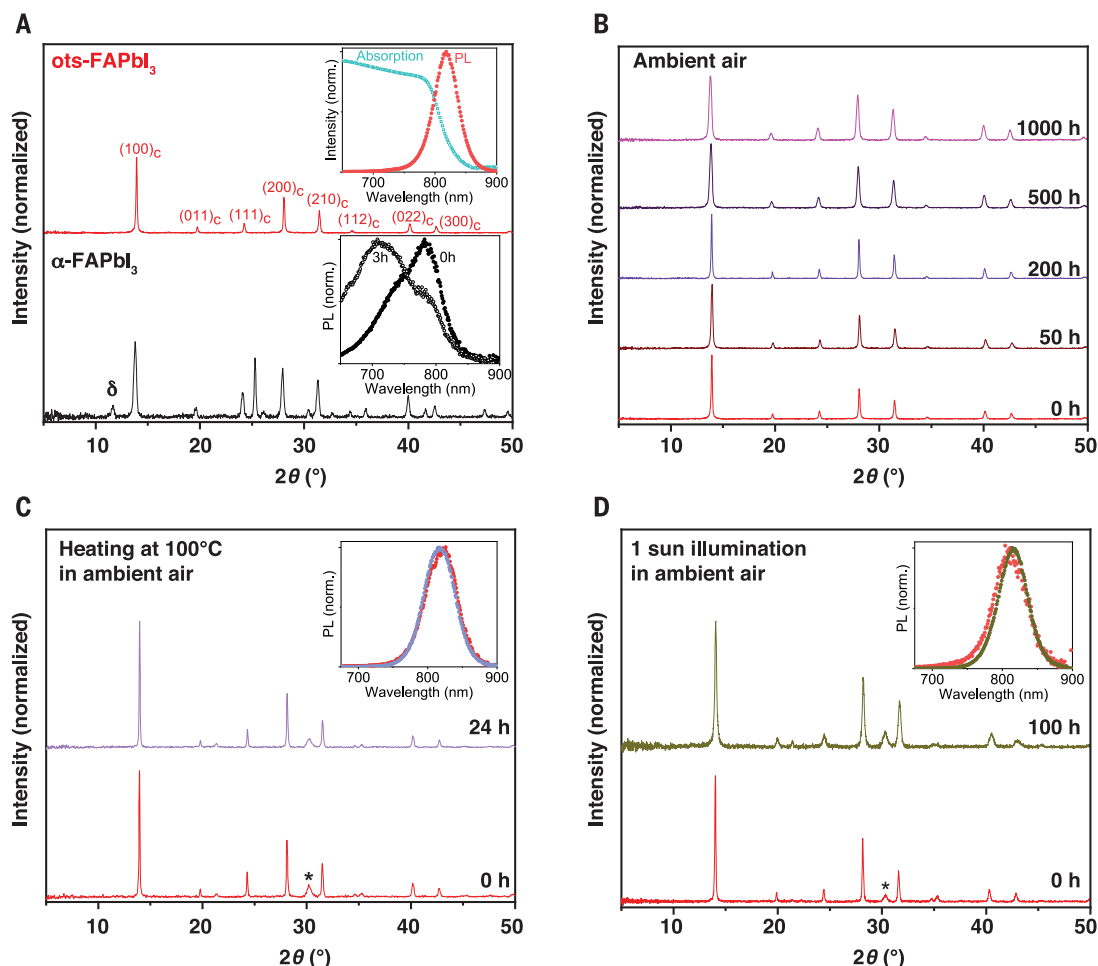 A
ots-FAPbI3
Intensity (normalized)
(100)C
(011)C
(111)C
(200)C
(210)C
(112)C
(022)C
(300)C
Absorption
PL
Intensity (norm.)
700 800 900
Wavelength (nm)
α-FAPbI3
δ
3h
0h
PL (norm.)
700 800 900
Wavelength (nm)
10 20 30 40 50
2θ (°)
B
Ambient air
Intensity (normalized)
1000 h
500 h
200 h
50 h
0 h
10 20 30 40 50
2θ (°)
C
Heating at 100°C
in ambient air
Intensity (normalized)
PL (norm.)
700 800 900
Wavelength (nm)
24 h
*
0 h
10 20 30 40 50
2θ (°)
D
1 sun illumination
in ambient air
Intensity (normalized)
PL (norm.)
700 800 900
Wavelength (nm)
100 h
*
0 h
10 20 30 40 50
2θ (°)